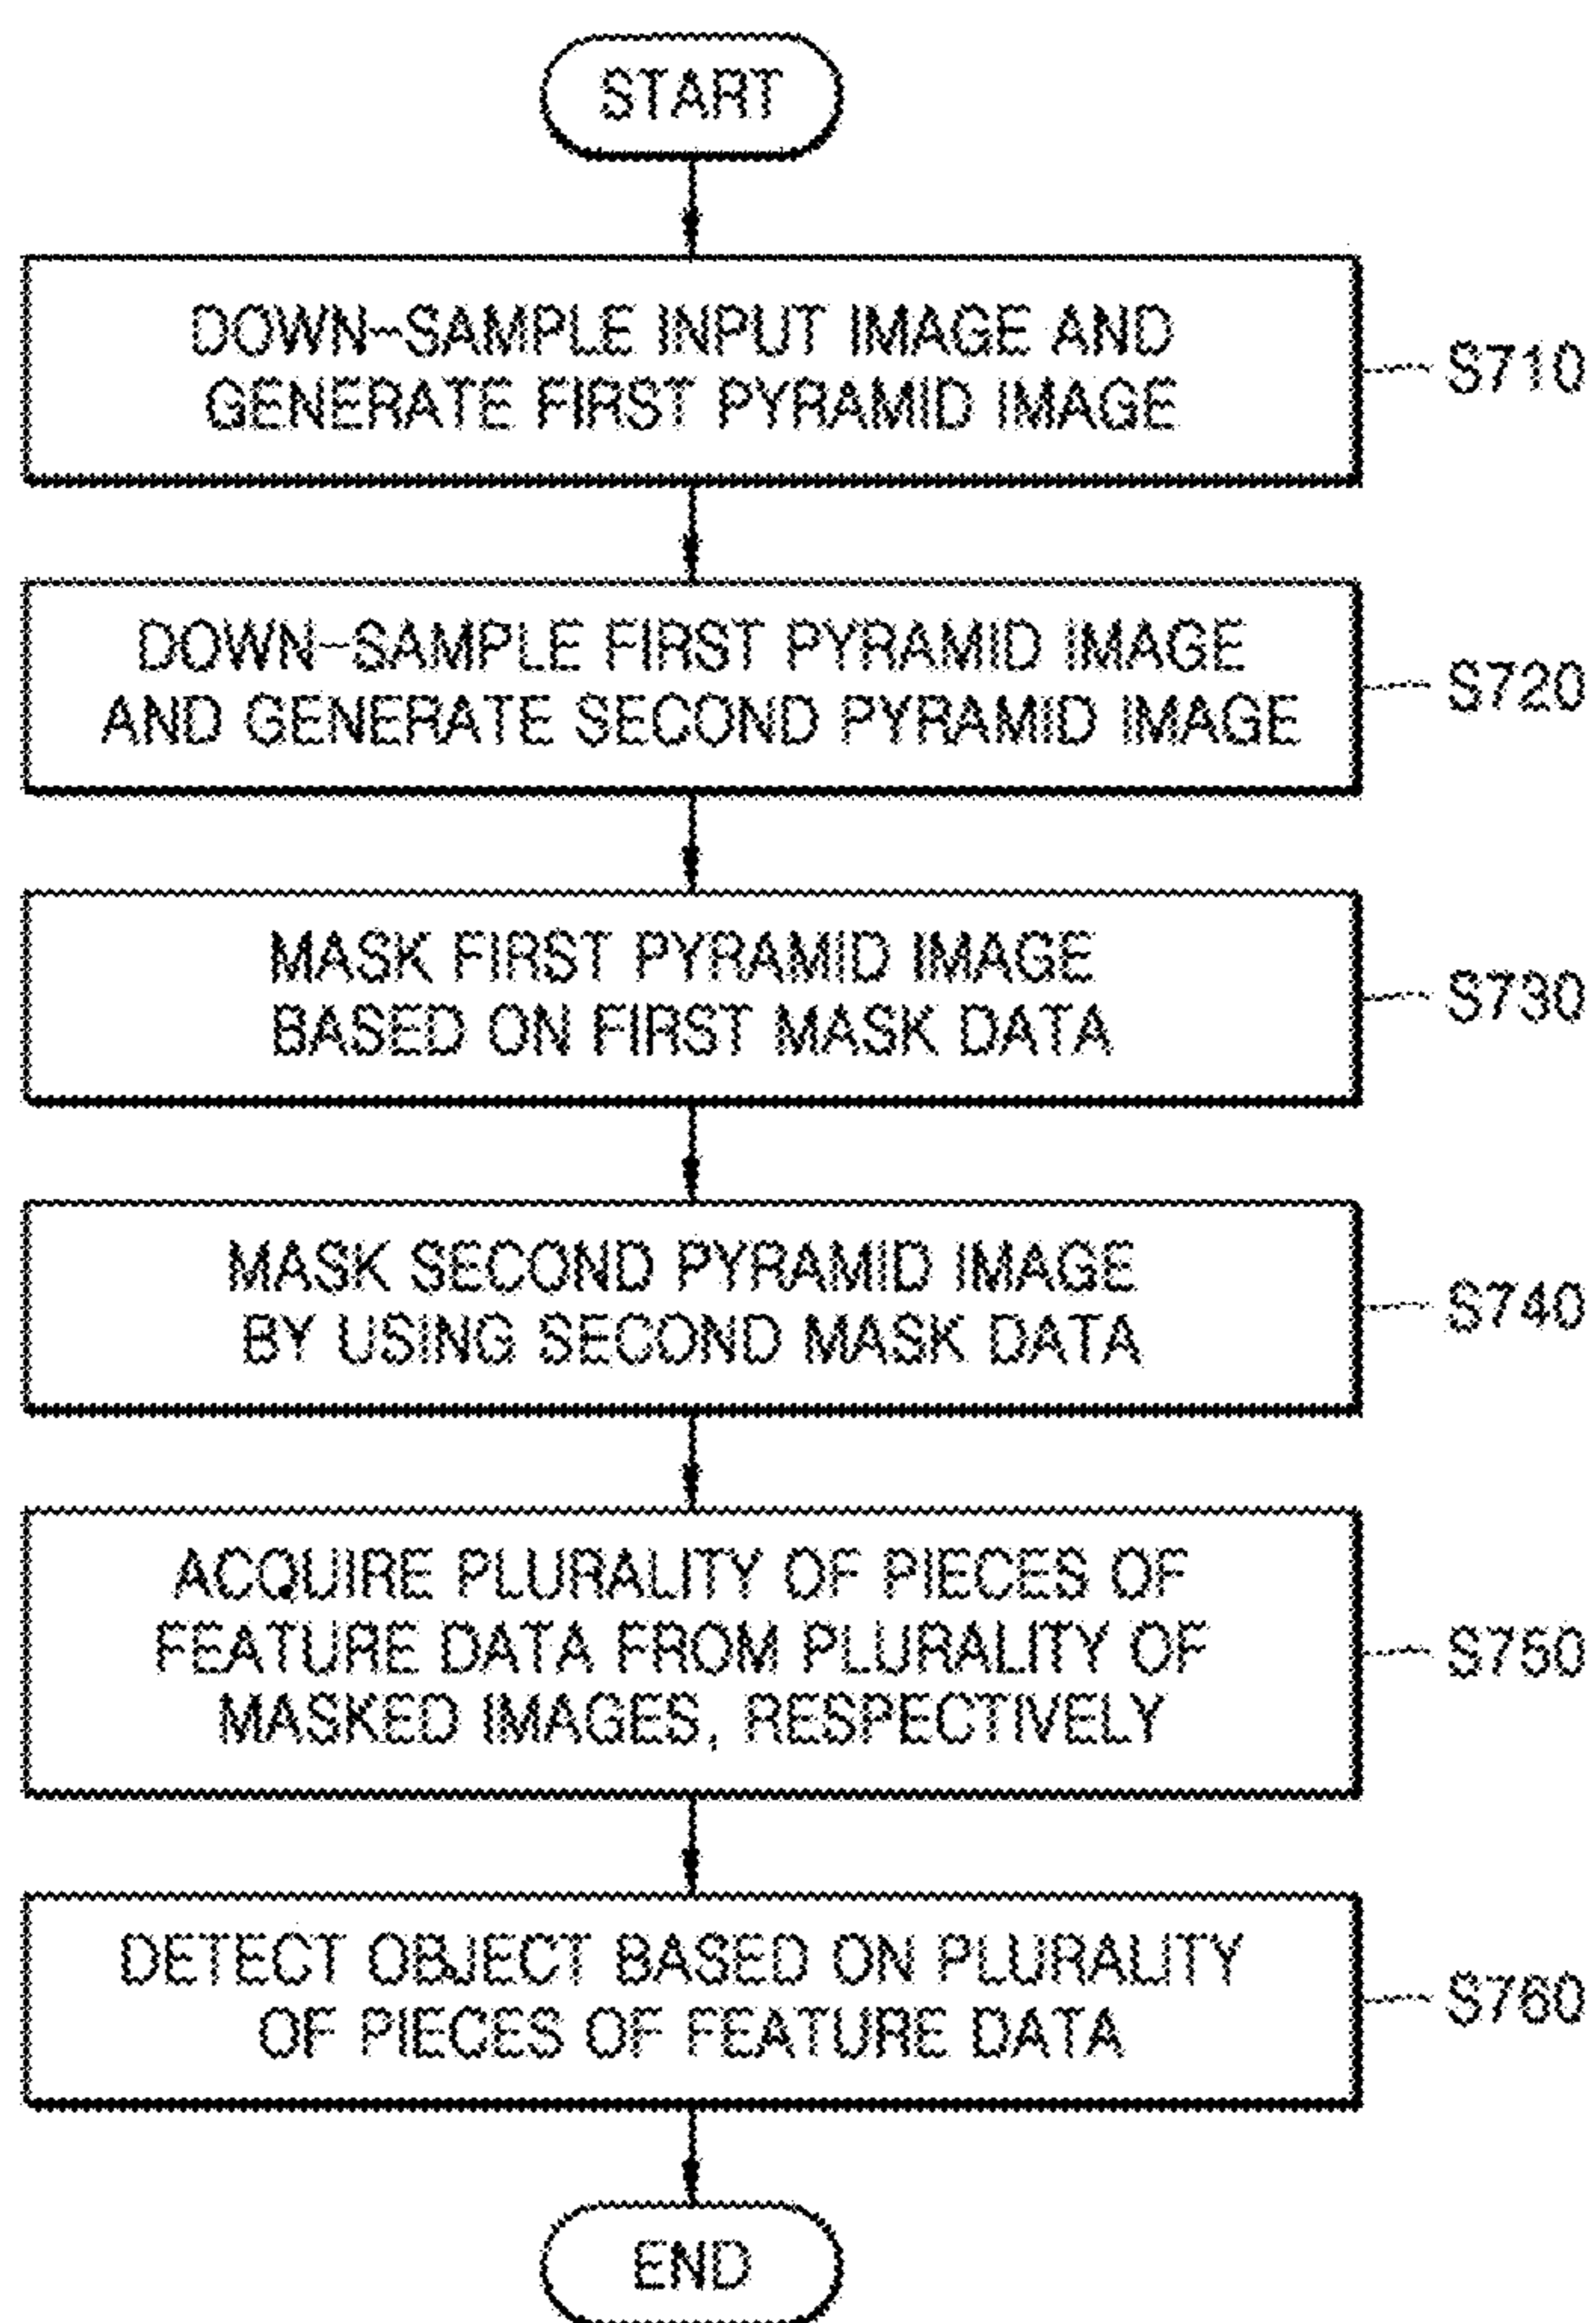 START
DOWN-SAMPLE INPUT IMAGE AND
GENERATE FIRST PYRAMID IMAGE
S710
DOWN-SAMPLE FIRST PYRAMID IMAGE
AND GENERATE SECOND PYRAMID IMAGE
S720
MASK FIRST PYRAMID IMAGE
BASED ON FIRST MASK DATA
S730
MASK SECOND PYRAMID IMAGE
BY USING SECOND MASK DATA
S740
ACQUIRE PLURALITY OF PIECES OF
FEATURE DATA FROM PLURALITY OF
MASKED IMAGES, RESPECTIVELY
S750
DETECT OBJECT BASED ON PLURALITY
OF PIECES OF FEATURE DATA
S760
END